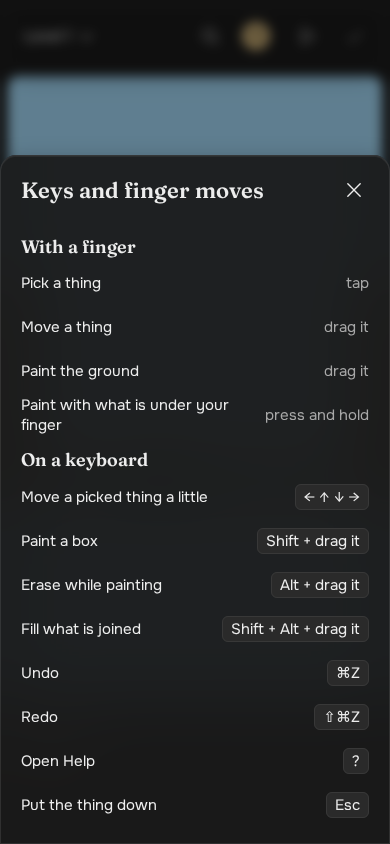 Keys and finger moves
With a finger
Pick a thing tap
Move a thing drag it
Paint the ground drag it
Paint with what is under your finger press and hold
On a keyboard
Move a picked thing a little ← ↑ ↓ →
Paint a box Shift + drag it
Erase while painting Alt + drag it
Fill what is joined Shift + Alt + drag it
Undo ⌘Z
Redo ⇧⌘Z
Open Help ?
Put the thing down Esc